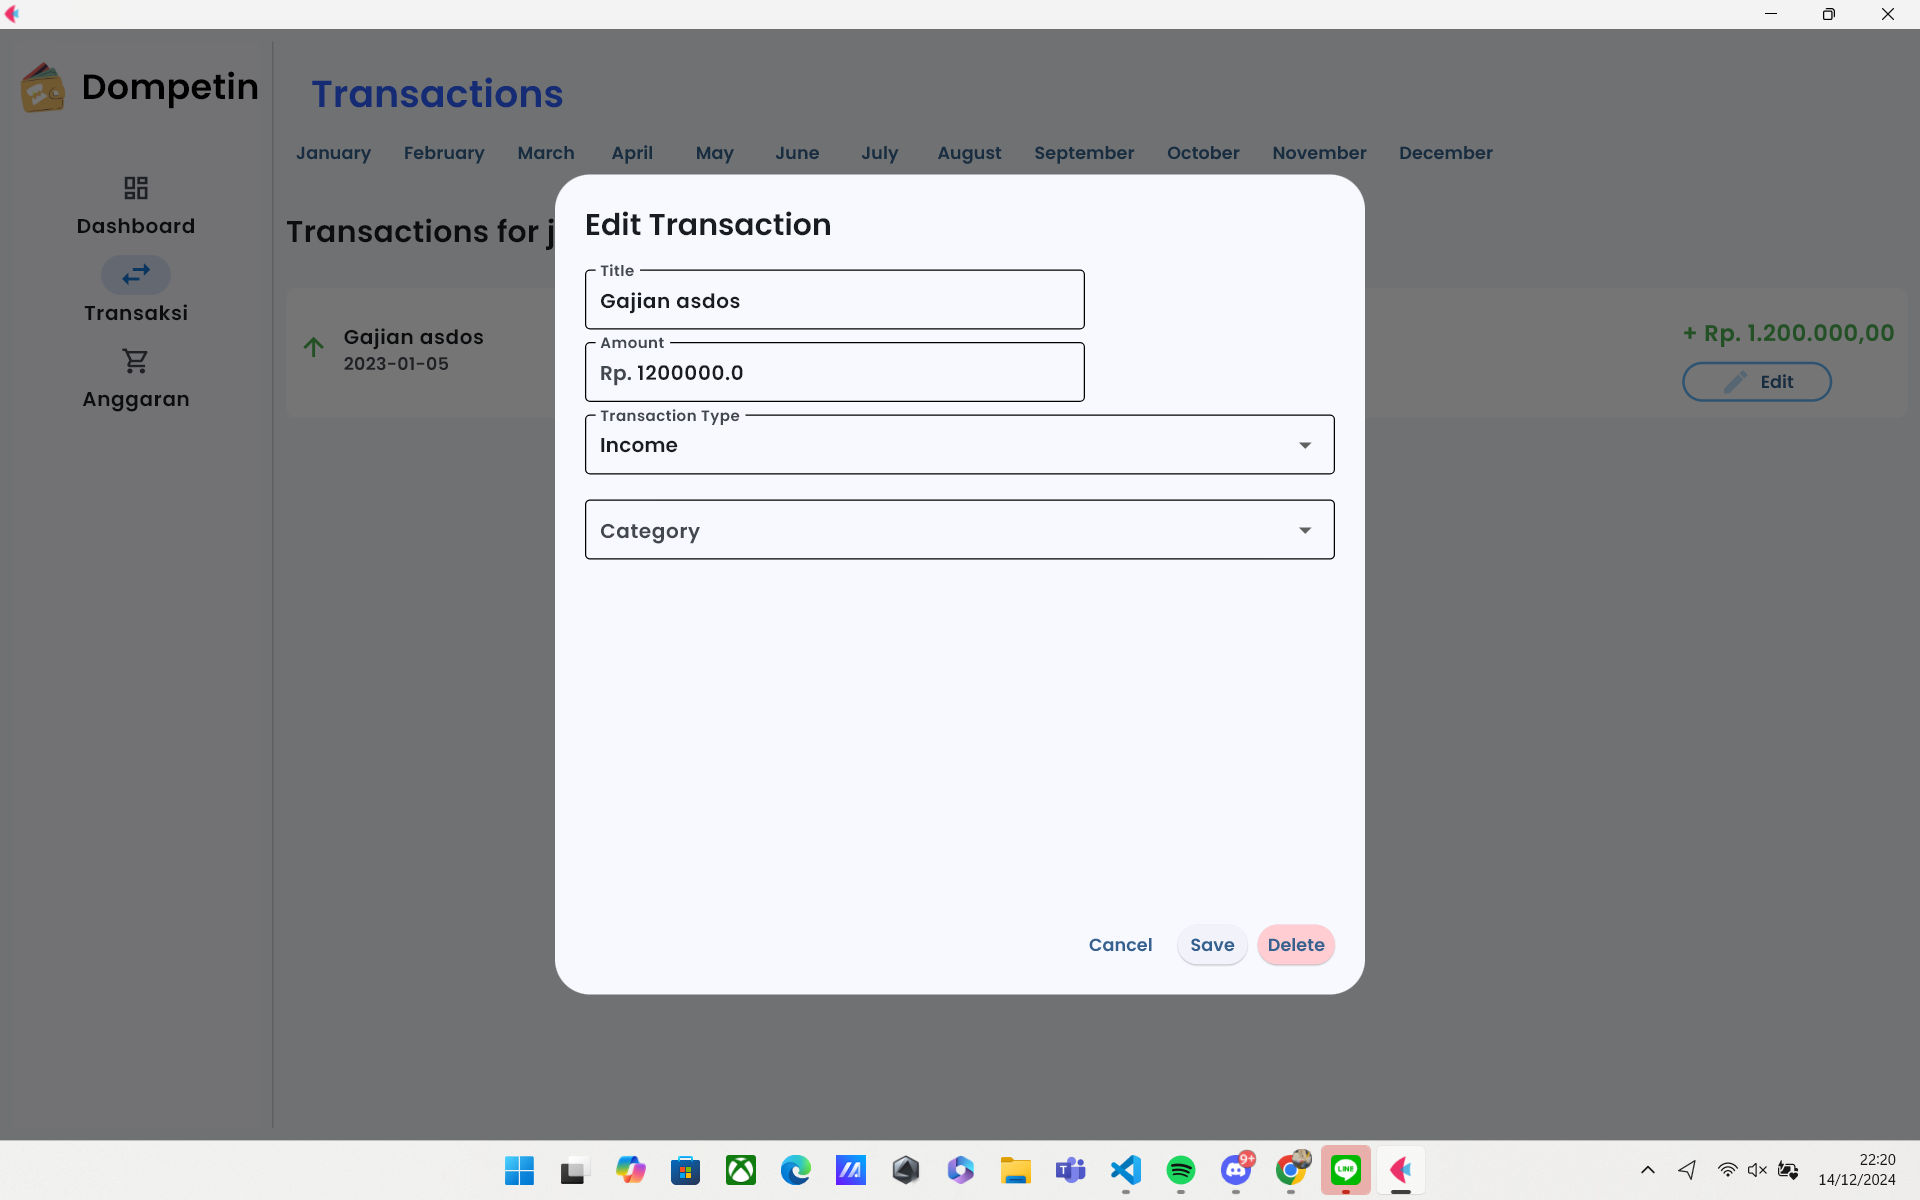 Dompetin
Transactions
January February March April May June July August September October November December
Dashboard
Transaksi
Anggaran
Transactions for j
Gajian asdos
2023-01-05
+ Rp. 1.200.000,00
Edit
Edit Transaction
Title
Gajian asdos
Amount
Rp. 1200000.0
Transaction Type
Income
Category
Cancel Save Delete
9+
LINE
22:20
14/12/2024